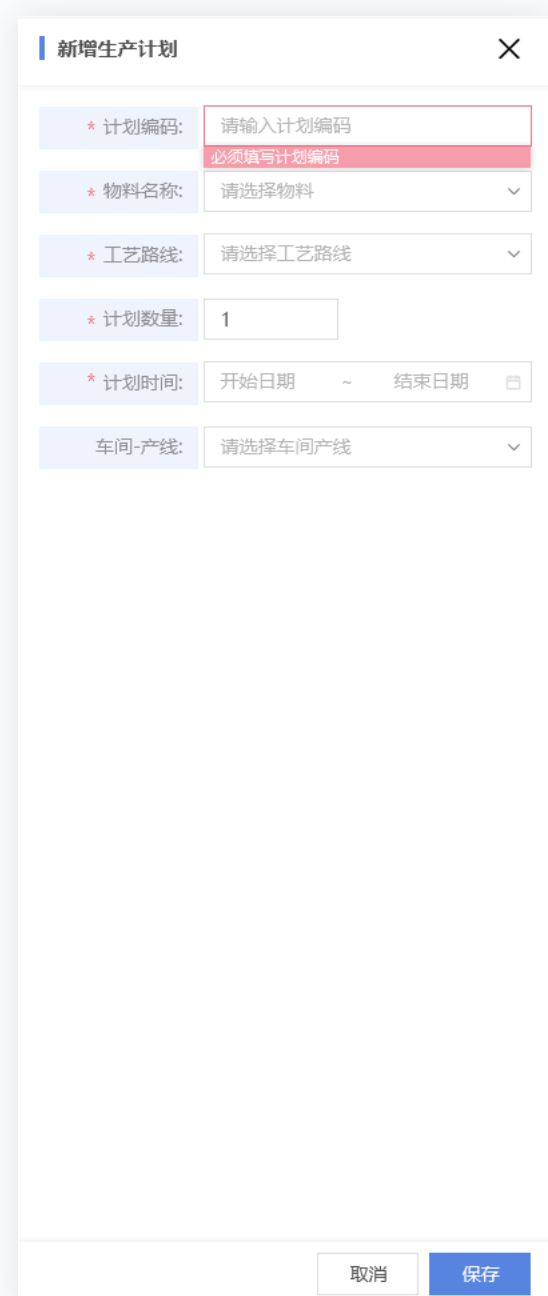 新增生产计划
* 计划编码: 请输入计划编码
必须填写计划编码
* 物料名称: 请选择物料
* 工艺路线: 请选择工艺路线
* 计划数量: 1
* 计划时间: 开始日期 ~ 结束日期
车间-产线: 请选择车间产线
取消 保存